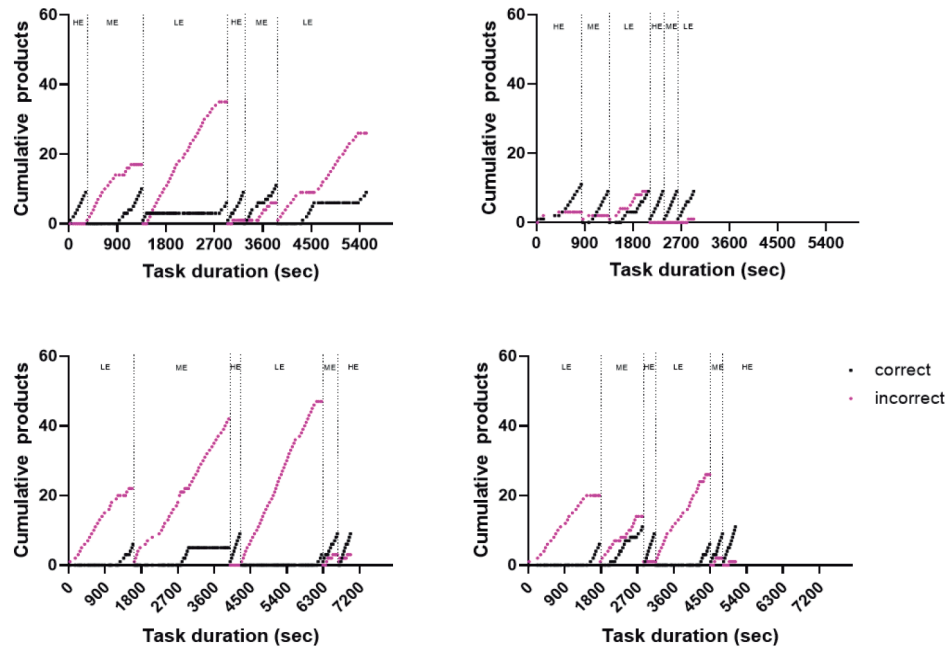 60
HE ME LE HE ME LE
40
20
0
0 900 1800 2700 3600 4500 5400
Cumulative products
Task duration (sec)
60
HE ME LE HE ME LE
40
20
0
0 900 1800 2700 3600 4500 5400
Cumulative products
Task duration (sec)
60
LE ME HE LE ME HE
40
20
0
0 900 1800 2700 3600 4500 5400 6300 7200
Cumulative products
Task duration (sec)
60
LE ME HE LE ME HE
40
20
0
0 900 1800 2700 3600 4500 5400 6300 7200
Cumulative products
Task duration (sec)
correct
incorrect